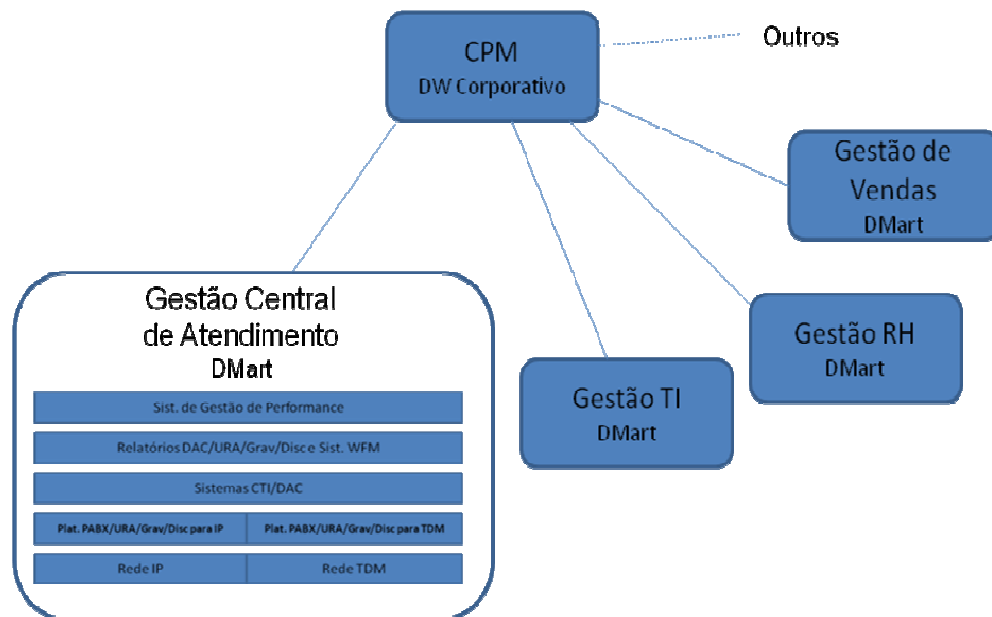 CPM
DW Corporativo
Outros
Gestão de
Vendas
DMart
Gestão Central
de Atendimento
DMart
Gestão RH
DMart
Gestão TI
DMart
Sist. de Gestão de Performance
Relatórios DAC/URA/Grav/Disc e Sist. WFM
Sistemas CTI/DAC
Plat. PABX/URA/Grav/Disc para IP
Plat. PABX/URA/Grav/Disc para TDM
Rede IP
Rede TDM